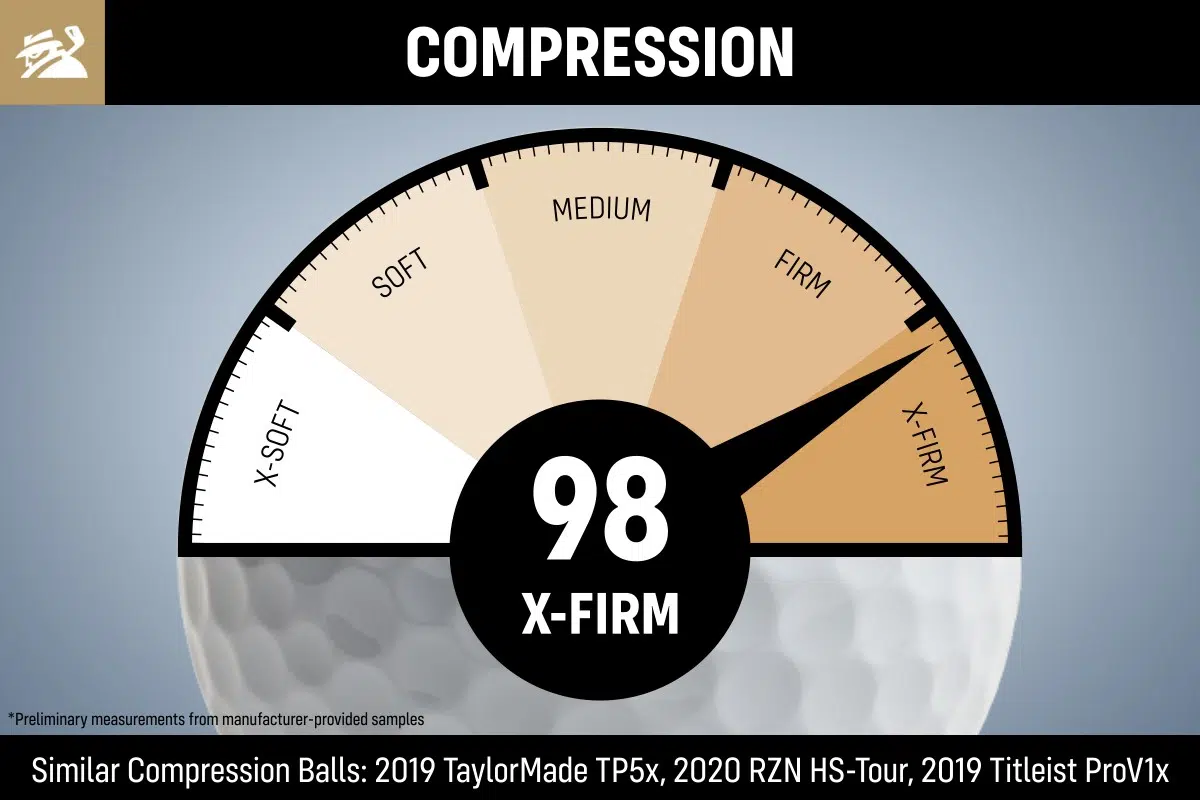 COMPRESSION
X-SOFT
SOFT
MEDIUM
FIRM
X-FIRM
98
X-FIRM
*Preliminary measurements from manufacturer-provided samples
Similar Compression Balls: 2019 TaylorMade TP5x, 2020 RZN HS-Tour, 2019 Titleist ProV1x